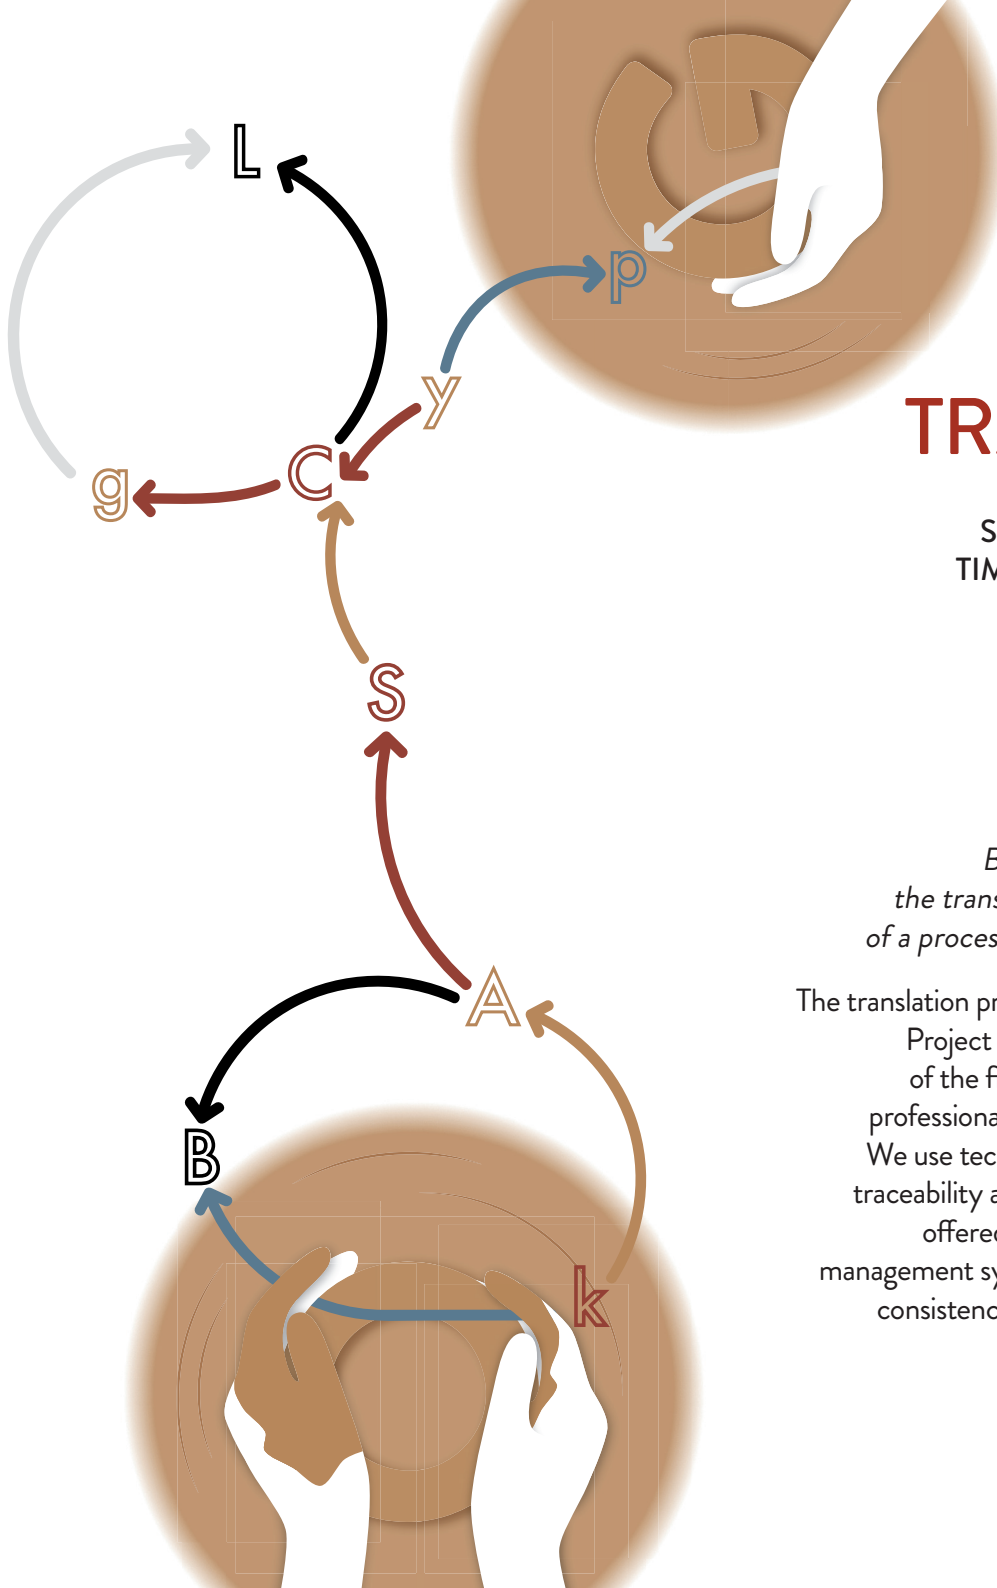 L
p
y
C
g
TRA
S
TIM
S
B
the trans
of a proces
A
The translation pr
Project
of the f
professiona
B
We use tec
traceability a
offered
management sy
k
consistenc